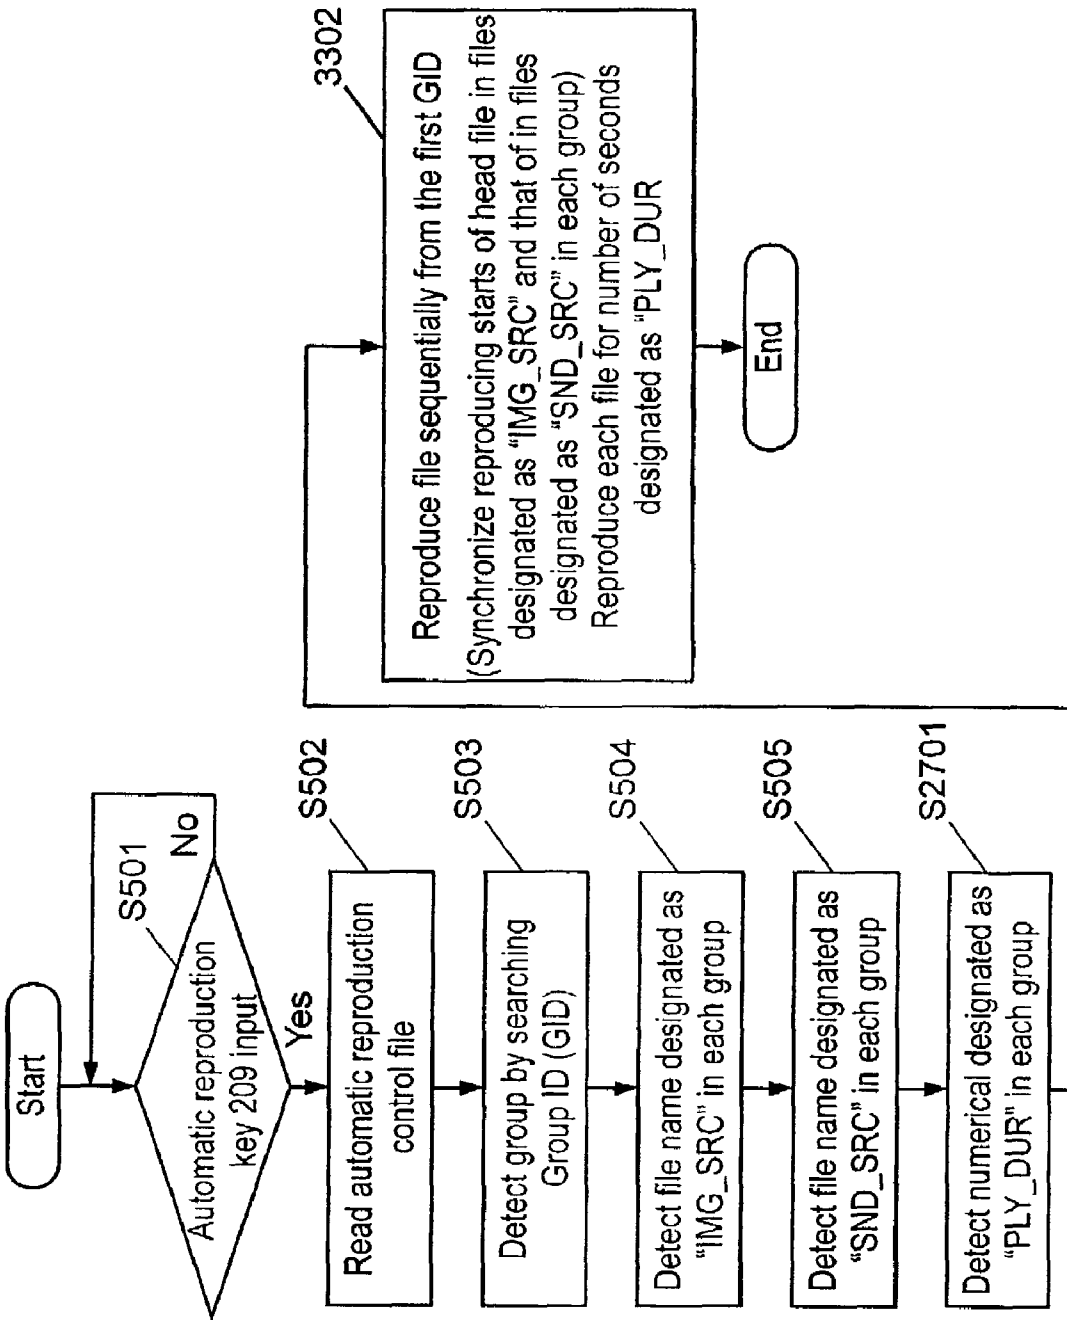 Start
S501
Automatic reproduction
key 209 input
No
Yes
S502
Read automatic reproduction
control file
S503
Detect group by searching
Group ID (GID)
S504
Detect file name designated as
“IMG_SRC” in each group
S505
Detect file name designated as
“SND_SRC” in each group
S2701
Detect numerical designated as
“PLY_DUR” in each group
3302
Reproduce file sequentially from the first GID
(Synchronize reproducing starts of head file in files
designated as “IMG_SRC” and that of in files
designated as “SND_SRC” in each group)
Reproduce each file for number of seconds
designated as “PLY_DUR
End